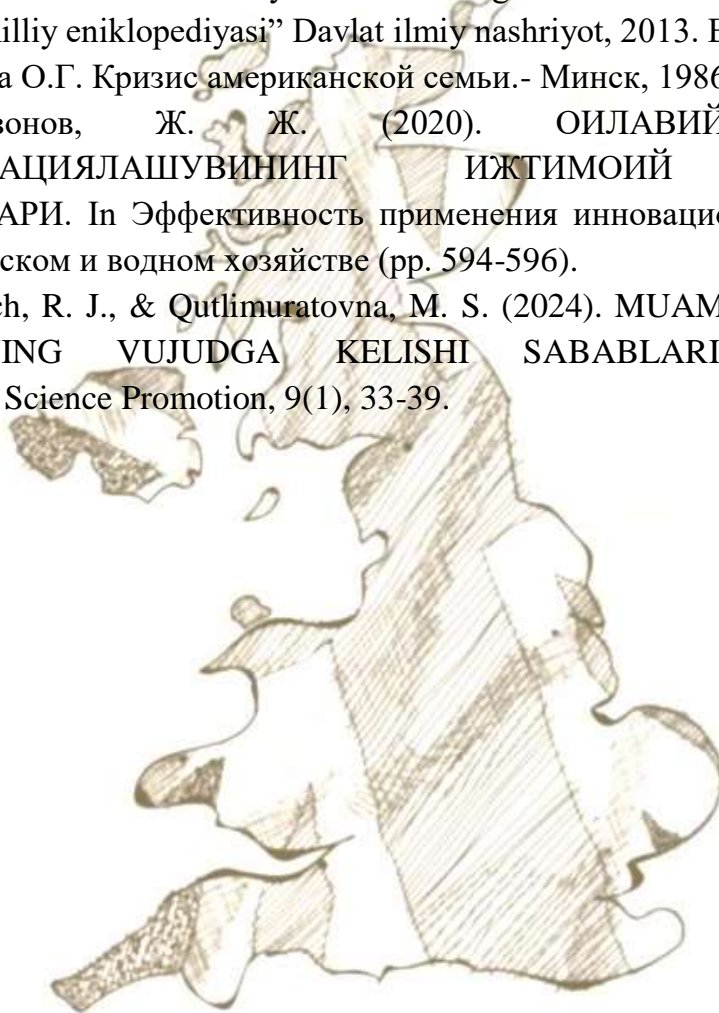 illiy eniklopediyasi” Davlat ilmiy nashriyot, 2013. B
а О.Г. Кризис американской семьи.- Минск, 1986
вонов, Ж. Ж. (2020). ОИЛАВИЙ
АЦИЯЛАШУВИНИНГ ИЖТИМОИЙ
АРИ. In Эффективность применения инновацио
ском и водном хозяйстве (pp. 594-596).
ch, R. J., & Qutlimuratovna, M. S. (2024). MUAM
ING VUJUDGA KELISHI SABABLARI
Science Promotion, 9(1), 33-39.